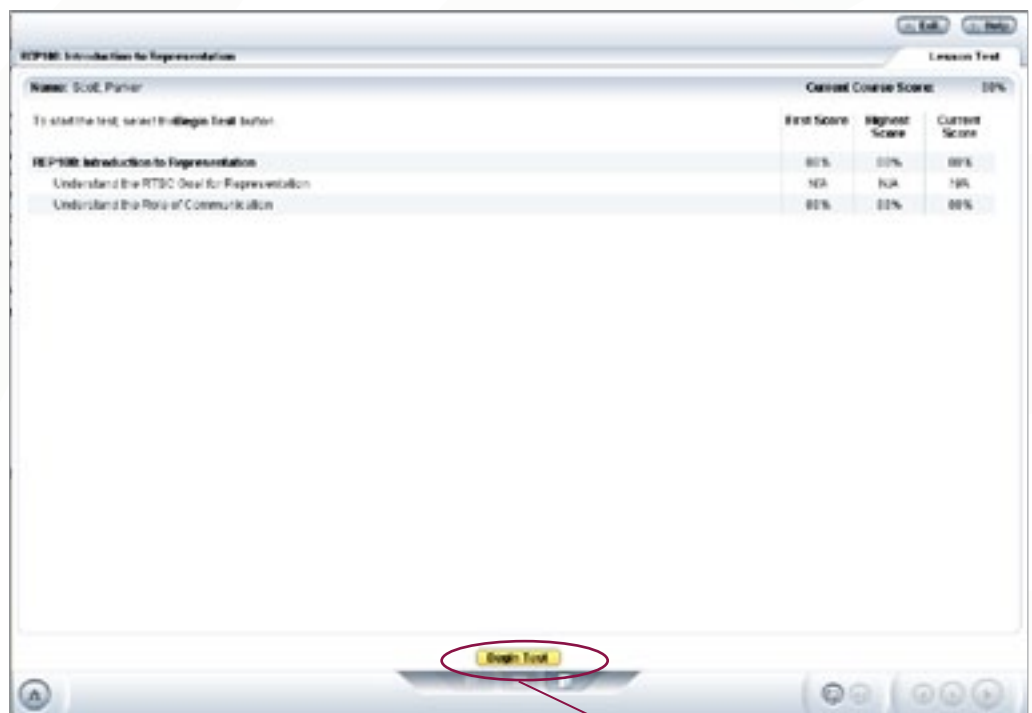 Exit Help
REP100: Introduction to Representation Lesson Test
Name: Scott, Parker Current Course Score:
To start the test, select the Begin Test button. First Score Highest Score Current Score
REP100: Introduction to Representation
Understand the RTSC Goal for Representation N/A N/A N/A
Understand the Role of Communication
Begin Test